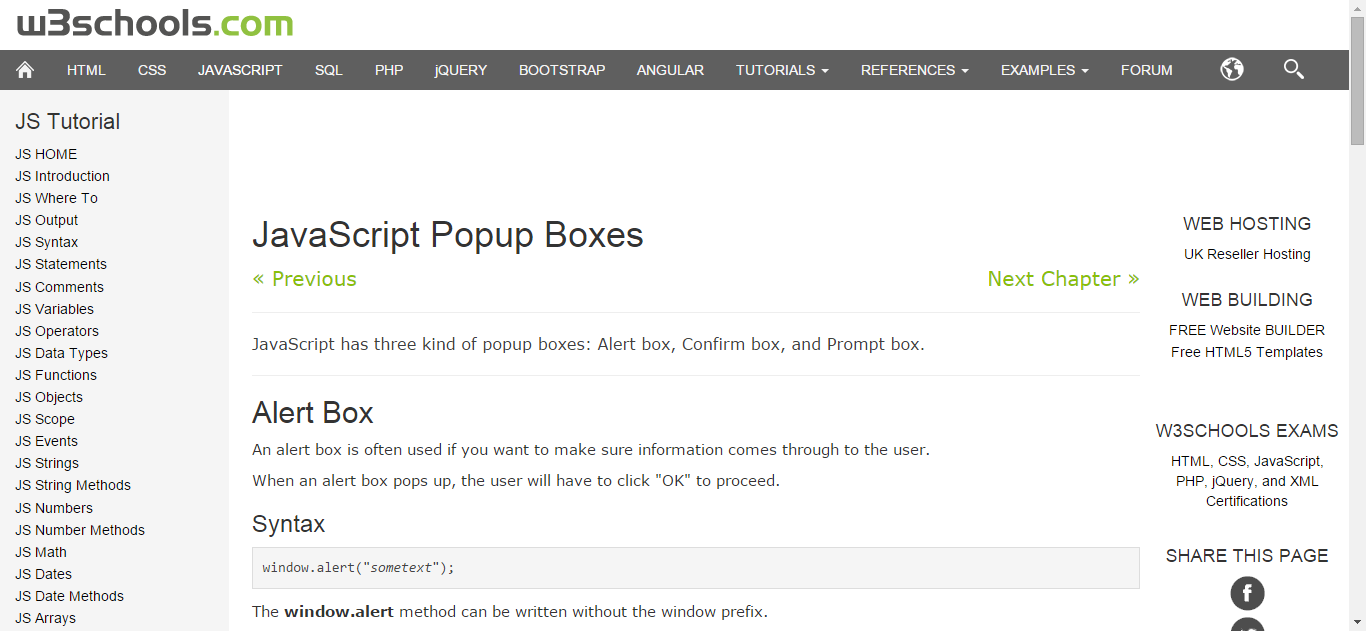 w3schools.com
HTML CSS JAVASCRIPT SQL PHP jQUERY BOOTSTRAP ANGULAR TUTORIALS REFERENCES EXAMPLES FORUM
JS Tutorial
JS HOME
JS Introduction
JS Where To
JS Output
JS Syntax
JS Statements
JS Comments
JS Variables
JS Operators
JS Data Types
JS Functions
JS Objects
JS Scope
JS Events
JS Strings
JS String Methods
JS Numbers
JS Number Methods
JS Math
JS Dates
JS Date Methods
JS Arrays
JavaScript Popup Boxes
« Previous
Next Chapter »
JavaScript has three kind of popup boxes: Alert box, Confirm box, and Prompt box.
Alert Box
An alert box is often used if you want to make sure information comes through to the user.
When an alert box pops up, the user will have to click "OK" to proceed.
Syntax
window.alert("sometext");
The window.alert method can be written without the window prefix.
WEB HOSTING
UK Reseller Hosting
WEB BUILDING
FREE Website BUILDER
Free HTML5 Templates
W3SCHOOLS EXAMS
HTML, CSS, JavaScript,
PHP, jQuery, and XML
Certifications
SHARE THIS PAGE
f